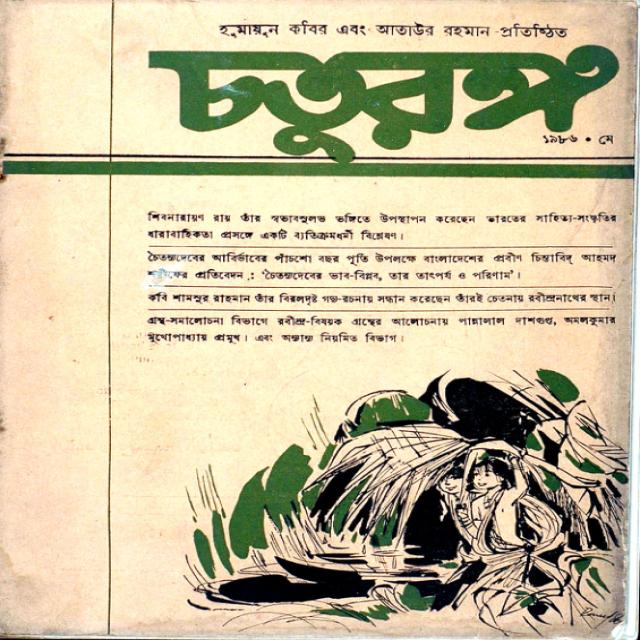 হুমায়ুন কবির এবং আতাউর রহমান প্রতিষ্ঠিত
চতুরঙ্গ
১৯৮৬ • মে
শিবনারায়ণ রায় তাঁর স্বভাবসুলভ ভঙ্গিতে উপস্থাপন করেছেন ভারতের সাহিত্য-সংস্কৃতির
ধারাবাহিকতা প্রসঙ্গে একটি ব্যতিক্রমধর্মী বিশ্লেষণ।
চৈতন্যদেবের আবির্ভাবের পাঁচশো বছর পূর্তি উপলক্ষে বাংলাদেশের প্রবীণ চিন্তাবিদ্ আহমদ
শরীফের প্রতিবেদন : 'চৈতন্যদেবের ভাব-বিপ্লব, তার তাৎপর্য ও পরিণাম'।
কবি শামসুর রাহমান তাঁর বিরলদৃষ্ট গদ্য-রচনায় সন্ধান করেছেন তাঁরই চেতনায় রবীন্দ্রনাথের স্থান।
গ্রন্থ-সমালোচনা বিভাগে রবীন্দ্র-বিষয়ক গ্রন্থের আলোচনায় পান্নালাল দাশগুপ্ত, অমলকুমার
মুখোপাধ্যায় প্রমুখ। এবং অন্যান্য নিয়মিত বিভাগ।